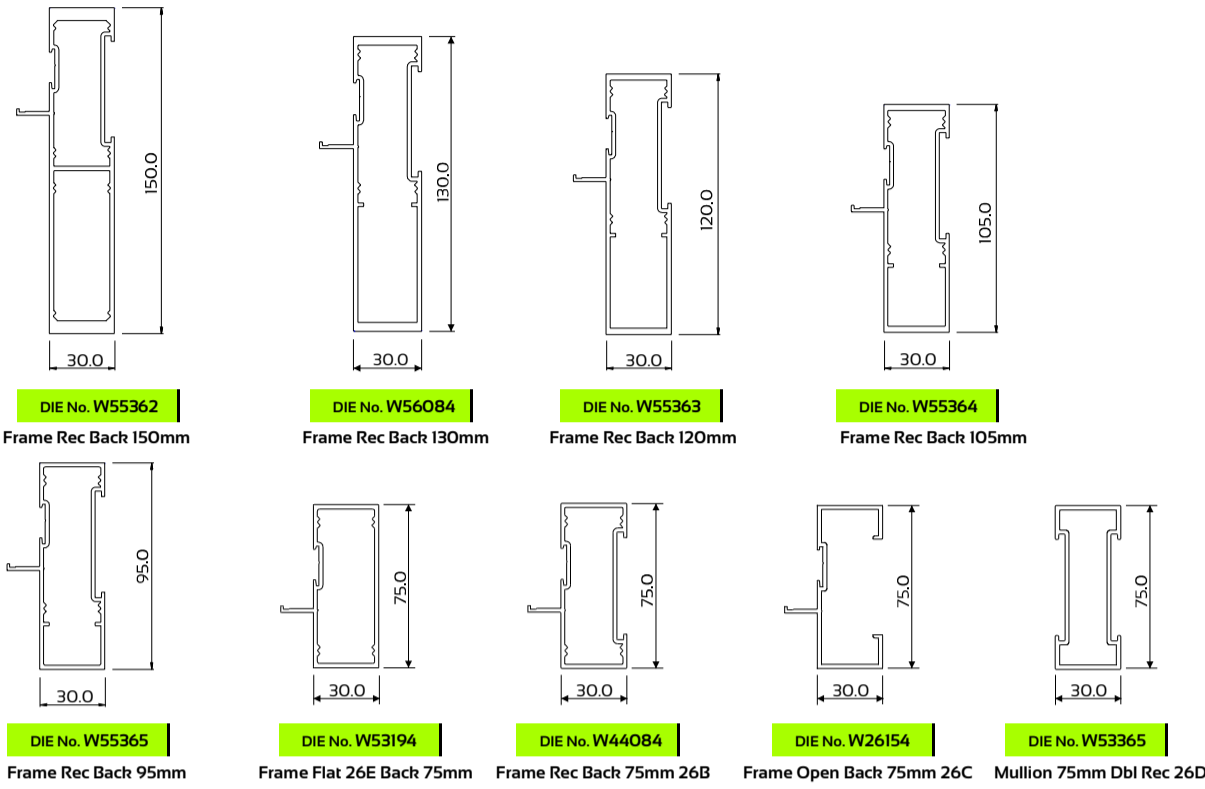 150.0
30.0
DIE No. W55362
Frame Rec Back 150mm
130.0
30.0
DIE No. W56084
Frame Rec Back 130mm
120.0
30.0
DIE No. W55363
Frame Rec Back 120mm
105.0
30.0
DIE No. W55364
Frame Rec Back 105mm
95.0
30.0
DIE No. W55365
Frame Rec Back 95mm
75.0
30.0
DIE No. W53194
Frame Flat 26E Back 75mm
75.0
30.0
DIE No. W44084
Frame Rec Back 75mm 26B
75.0
30.0
DIE No. W26154
Frame Open Back 75mm 26C
75.0
30.0
DIE No. W53365
Mullion 75mm Dbl Rec 26D